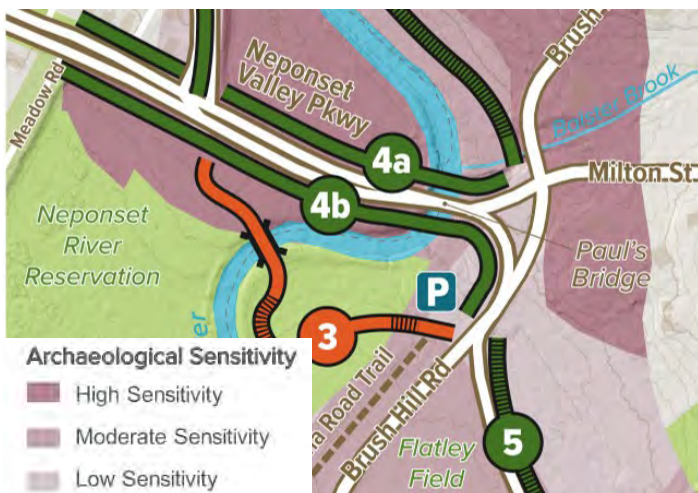 Brush
Meadow Rd
Neponset
Valley Pkwy
Bolster Brook
4a
Milton St
4b
Neponset
River
Reservation
Paul's
Bridge
P
3
Road Trail
Brush Hill Rd
5
Flatley
Field
Archaeological Sensitivity
High Sensitivity
Moderate Sensitivity
Low Sensitivity